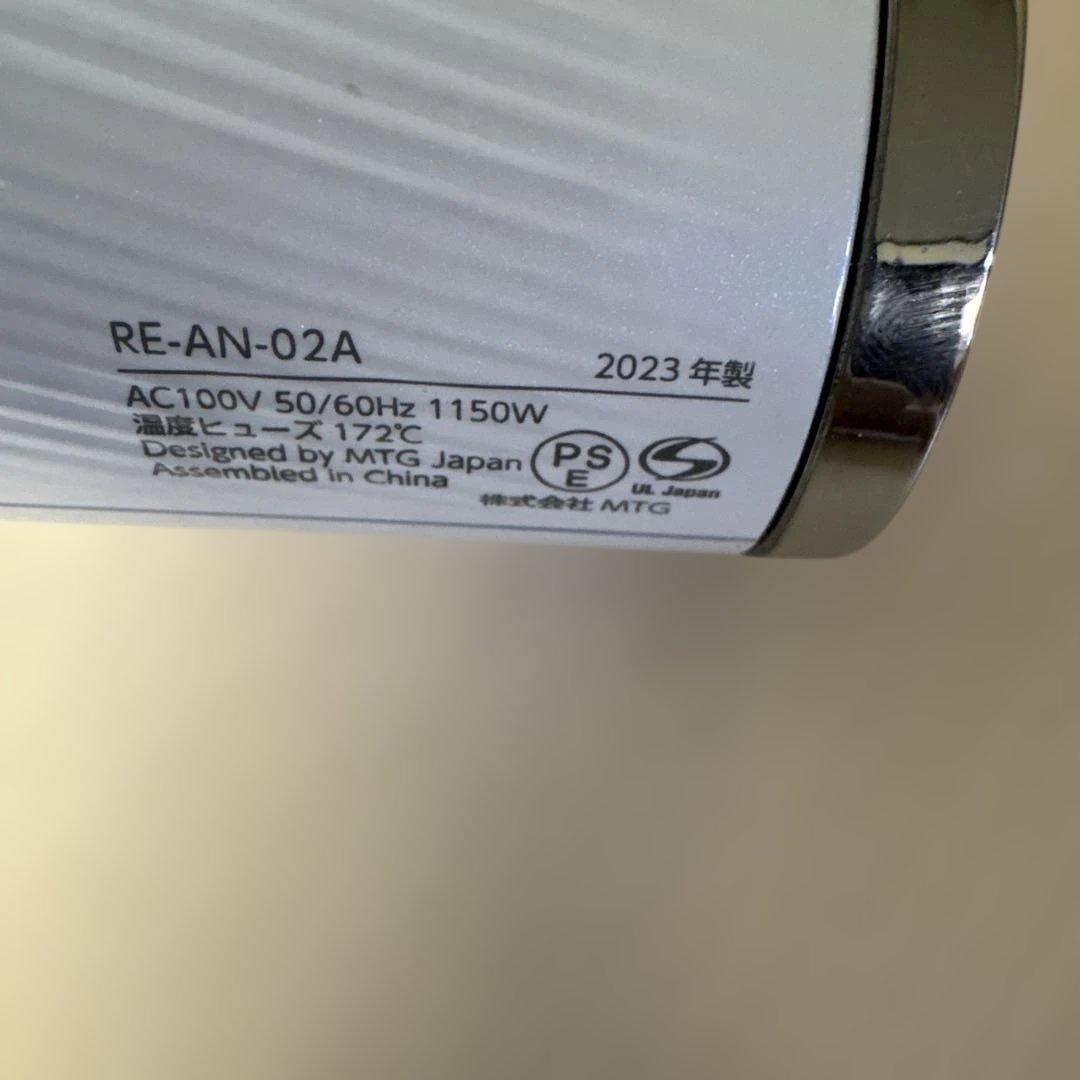 RE-AN-02A
2023 年製
AC100V 50/60Hz 1150W
温度ヒューズ 172℃
Designed by MTG Japan
Assembled in China
PS
E
UL Japan
株式会社 MTG